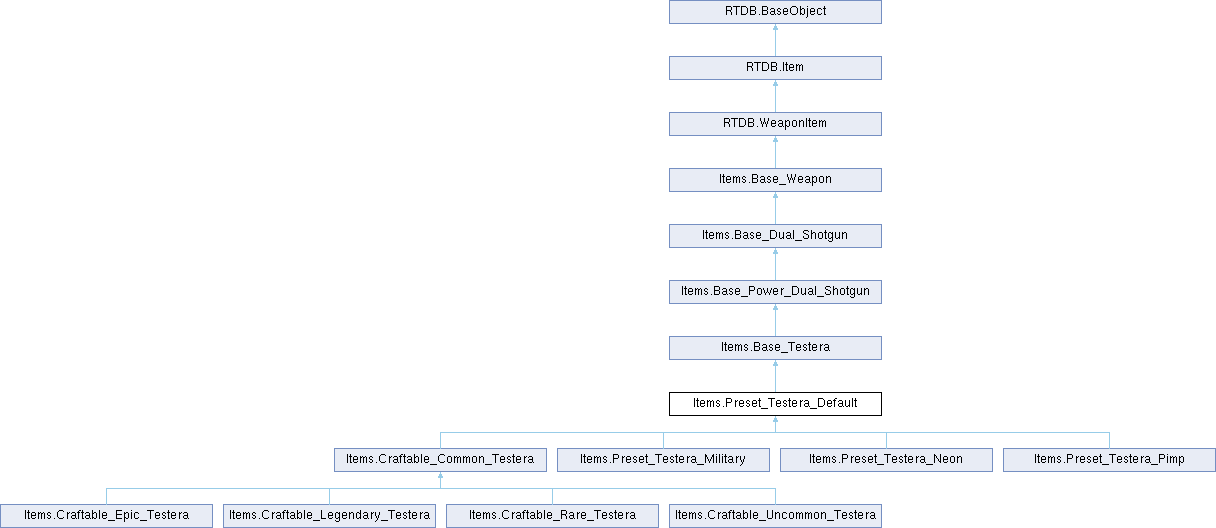 RTDB.BaseObject
RTDB.Item
RTDB.WeaponItem
Items.Base_Weapon
Items.Base_Dual_Shotgun
Items.Base_Power_Dual_Shotgun
Items.Base_Testera
Items.Preset_Testera_Default
Items.Craftable_Common_Testera
Items.Preset_Testera_Military
Items.Preset_Testera_Neon
Items.Preset_Testera_Pimp
Items.Craftable_Epic_Testera
Items.Craftable_Legendary_Testera
Items.Craftable_Rare_Testera
Items.Craftable_Uncommon_Testera